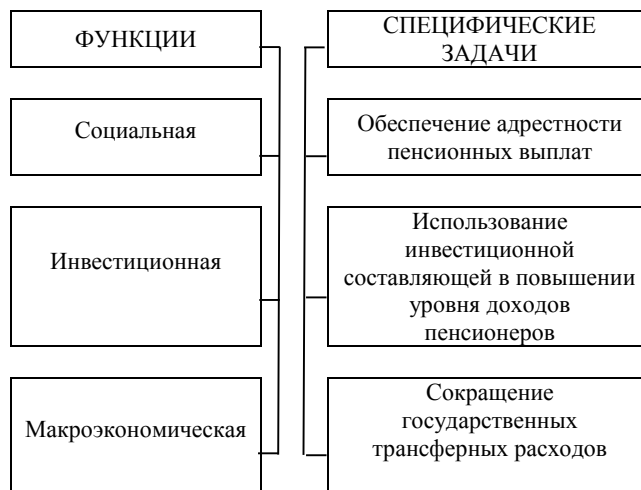 ФУНКЦИИ
СПЕЦИФИЧЕСКИЕ
ЗАДАЧИ
Социальная
Обеспечение адрестности
пенсионных выплат
Инвестиционная
Использование
инвестиционной
составляющей в повышении
уровня доходов
пенсионеров
Макроэкономическая
Сокращение
государственных
трансферных расходов